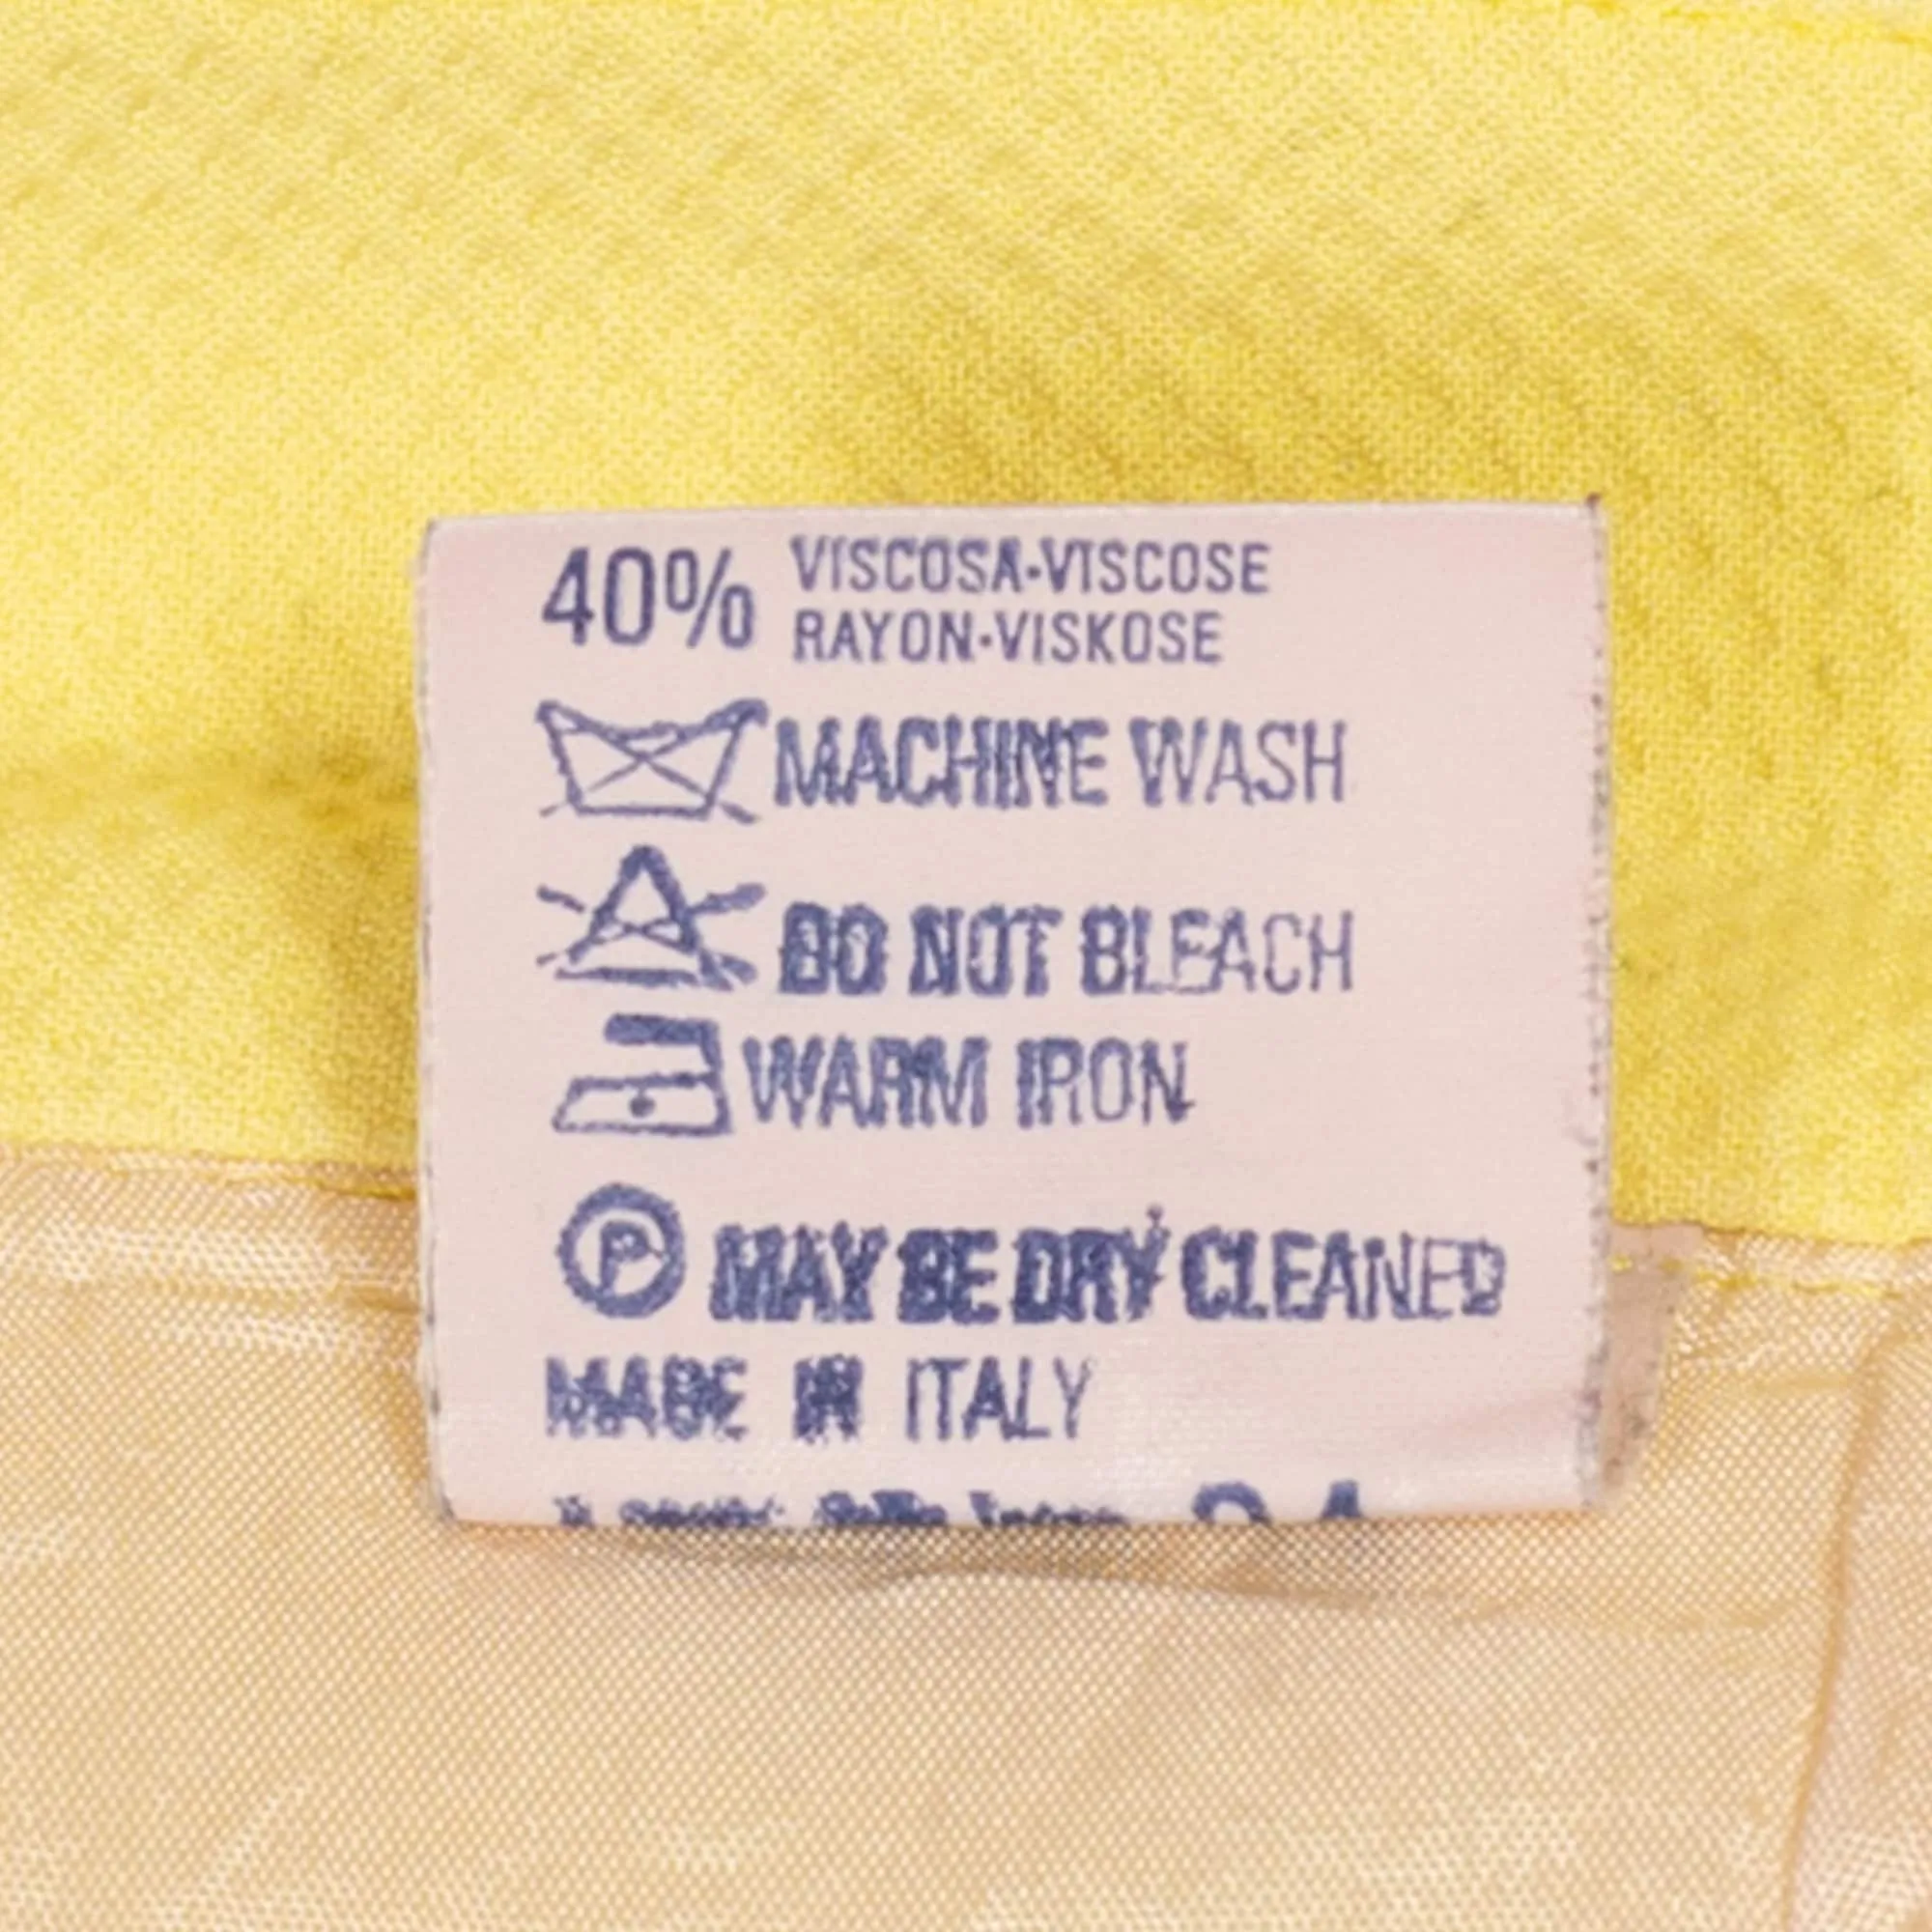 40% VISCOSA•VISCOSE
RAYON•VISKOSE
MACHINE WASH
DO NOT BLEACH
WARM IRON
P MAY BE DRY CLEANED
MADE IN ITALY